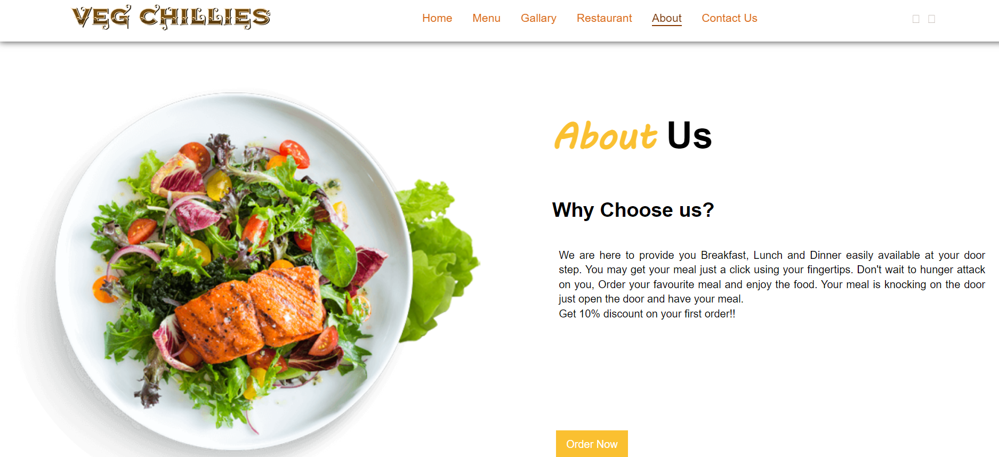 VEG CHILLIES
Home Menu Gallary Restaurant About Contact Us
About Us
Why Choose us?
We are here to provide you Breakfast, Lunch and Dinner easily available at your door
step. You may get your meal just a click using your fingertips. Don't wait to hunger attack
on you, Order your favourite meal and enjoy the food. Your meal is knocking on the door
just open the door and have your meal.
Get 10% discount on your first order!!
Order Now